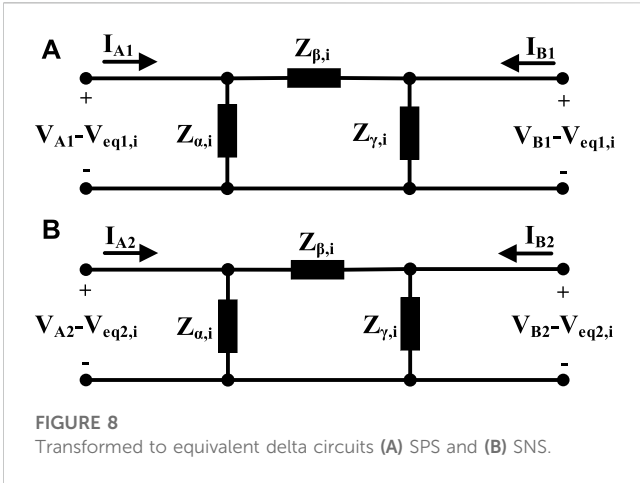 A
I_A1
Z_β,i
I_B1
+
+
V_A1-V_eq1,i
Z_α,i
Z_γ,i
V_B1-V_eq1,i
-
-
B
I_A2
Z_β,i
I_B2
+
+
V_A2-V_eq2,i
Z_α,i
Z_γ,i
V_B2-V_eq2,i
-
-
FIGURE 8
Transformed to equivalent delta circuits (A) SPS and (B) SNS.